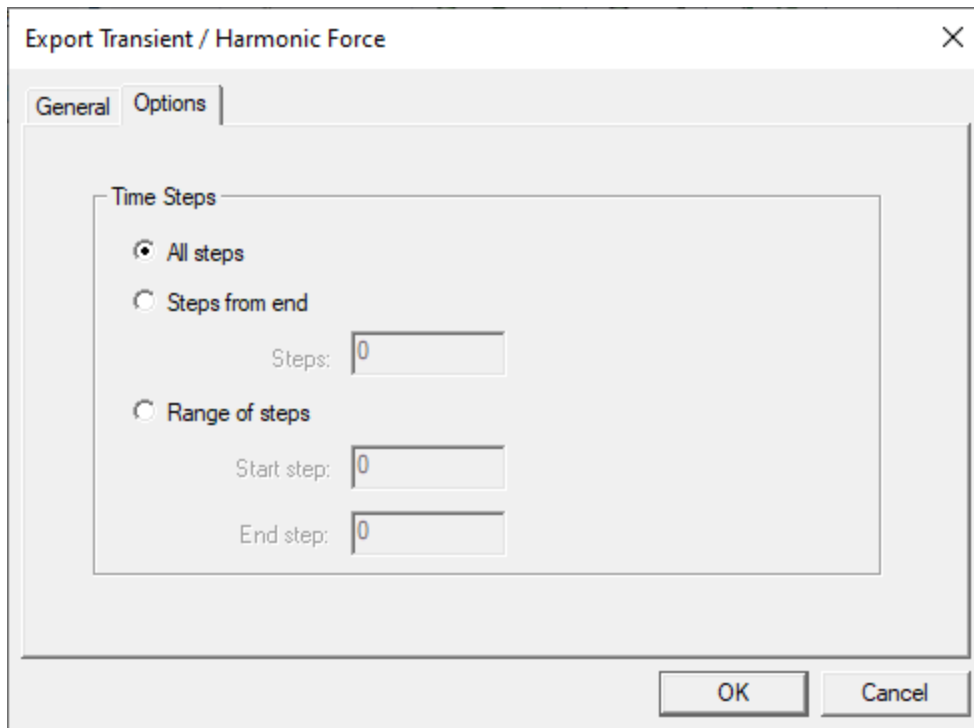 Export Transient / Harmonic Force
General Options
Time Steps
All steps
Steps from end
Steps: 0
Range of steps
Start step: 0
End step: 0
OK Cancel